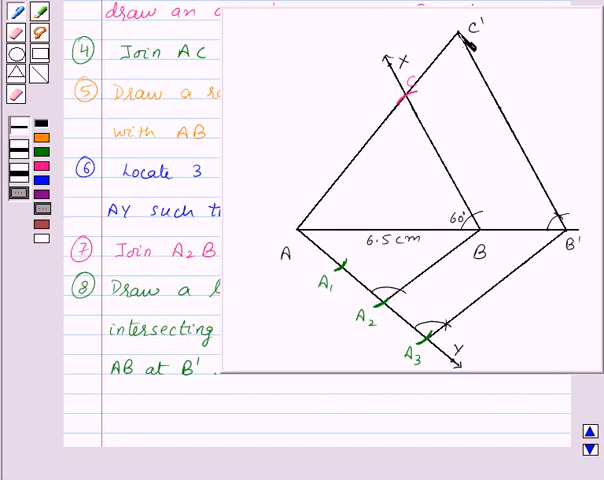 draw an
④ Join AC
⑤ Draw a
with AB
⑥ Locate 3
AY such
⑦ Join A₂B
⑧ Draw a
intersecting
AB at B'.
C'
X
C
60°
A
6.5 cm
B
B'
A₁
A₂
A₃
Y